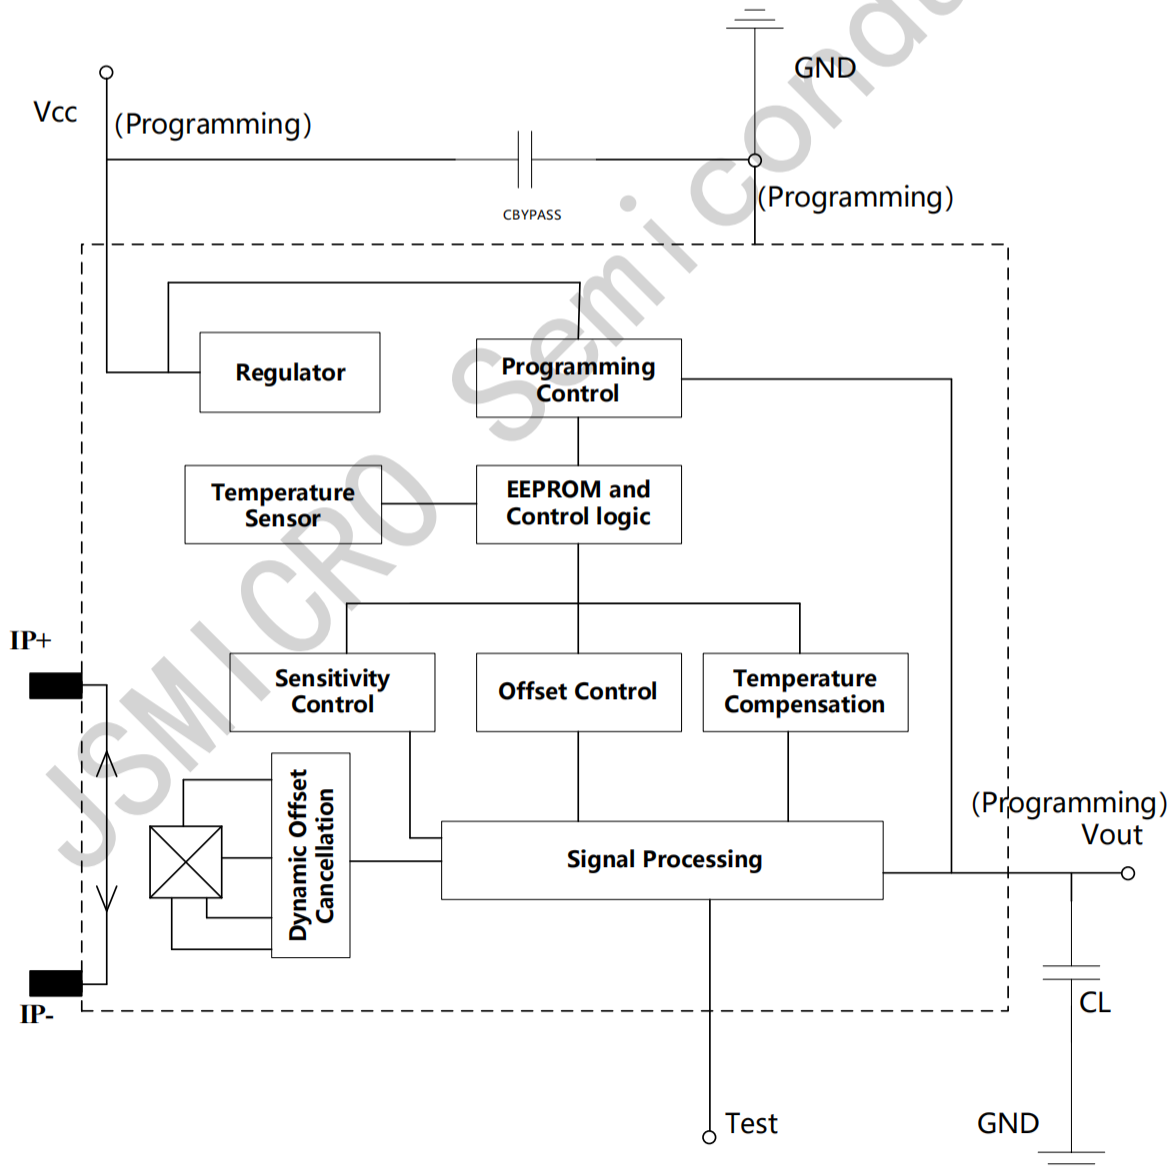 GND
Vcc
(Programming)
(Programming)
CBYPASS
Regulator
Programming
Control
Temperature
Sensor
EEPROM and
Control logic
IP+
Sensitivity
Control
Offset Control
Temperature
Compensation
Dynamic Offset
Cancellation
Signal Processing
(Programming)
Vout
IP-
CL
Test
GND
JSMICRO Semicondu